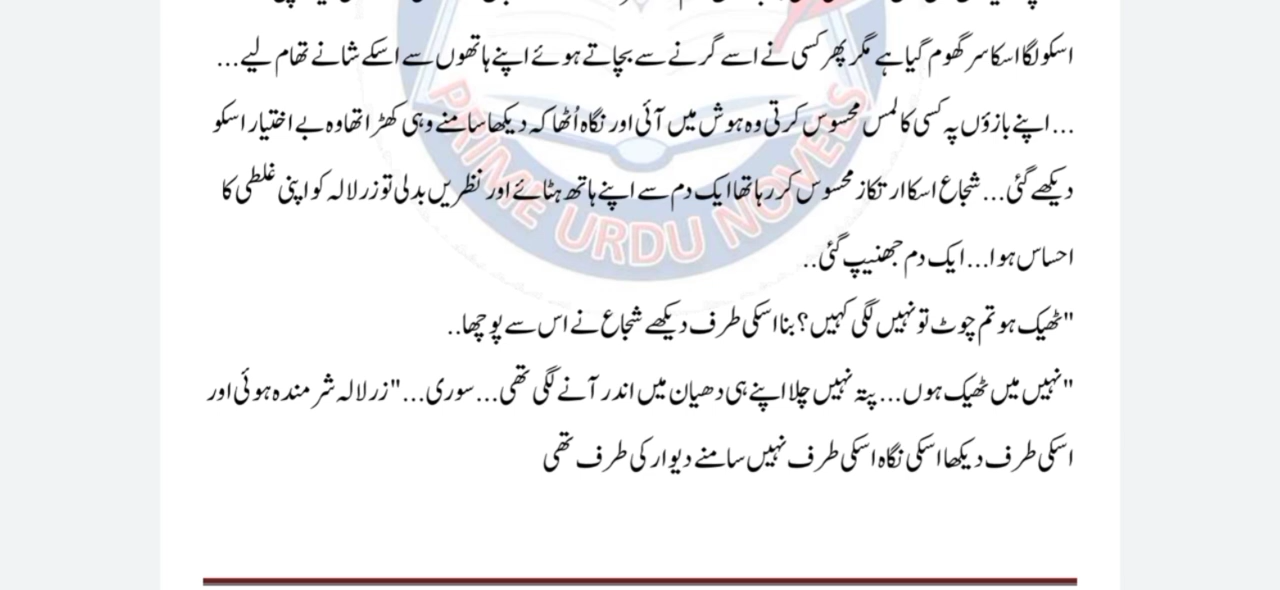 اسکو لگا اسکا سر گھوم گیا ہے مگر پھر کسی نے اسے گرنے سے بچاتے ہوئے اپنے ہاتھوں سے اسکے شانے تھام لیے...
...اپنے بازؤں پہ کسی کا لمس محسوس کرتی وہ ہوش میں آئی اور نگاہ اُٹھا کہ دیکھا سامنے وہی کھڑا تھا وہ بے اختیار اسکو
دیکھے گئی... شجاع اسکا ارتکاز محسوس کر رہا تھا ایک دم سے اپنے ہاتھ ہٹائے اور نظریں بدلی تو زرلالہ کو اپنی غلطی کا
احساس ہوا... ایک دم جھنیپ گئی..
"ٹھیک ہو تم چوٹ تو نہیں لگی کہیں؟ بنا اسکی طرف دیکھے شجاع نے اس سے پوچھا..
"نہیں میں ٹھیک ہوں... پتہ نہیں چلا اپنے ہی دھیان میں اندر آنے لگی تھی... سوری..." زرلالہ شرمندہ ہوئی اور
اسکی طرف دیکھا اسکی نگاہ اسکی طرف نہیں سامنے دیوار کی طرف تھی
PRIME URDU NOVELS